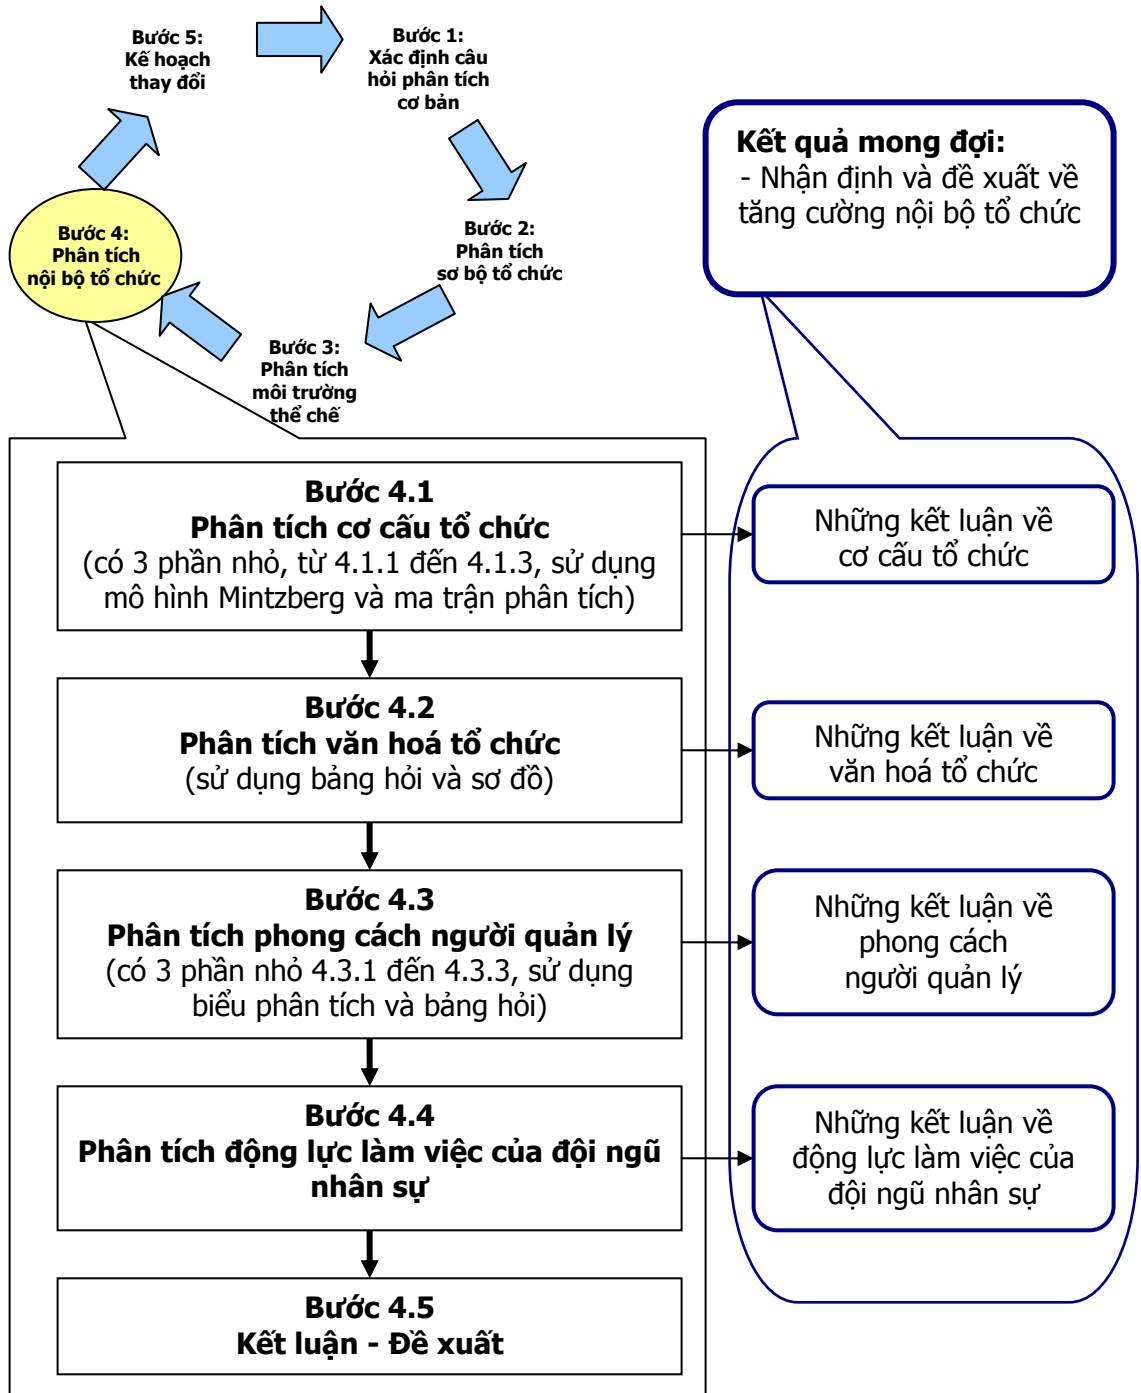 Bước 5:
Kế hoạch
thay đổi
Bước 1:
Xác định câu
hỏi phân tích
cơ bản
Bước 2:
Phân tích
sơ bộ tổ chức
Bước 3:
Phân tích
môi trường
thể chế
Bước 4:
Phân tích
nội bộ tổ chức
Kết quả mong đợi:
- Nhận định và đề xuất về
tăng cường nội bộ tổ chức
Bước 4.1
Phân tích cơ cấu tổ chức
(có 3 phần nhỏ, từ 4.1.1 đến 4.1.3, sử dụng
mô hình Mintzberg và ma trận phân tích)
Những kết luận về
cơ cấu tổ chức
Bước 4.2
Phân tích văn hoá tổ chức
(sử dụng bảng hỏi và sơ đồ)
Những kết luận về
văn hoá tổ chức
Bước 4.3
Phân tích phong cách người quản lý
(có 3 phần nhỏ 4.3.1 đến 4.3.3, sử dụng
biểu phân tích và bảng hỏi)
Những kết luận về
phong cách
người quản lý
Bước 4.4
Phân tích động lực làm việc của đội ngũ
nhân sự
Những kết luận về
động lực làm việc của
đội ngũ nhân sự
Bước 4.5
Kết luận - Đề xuất